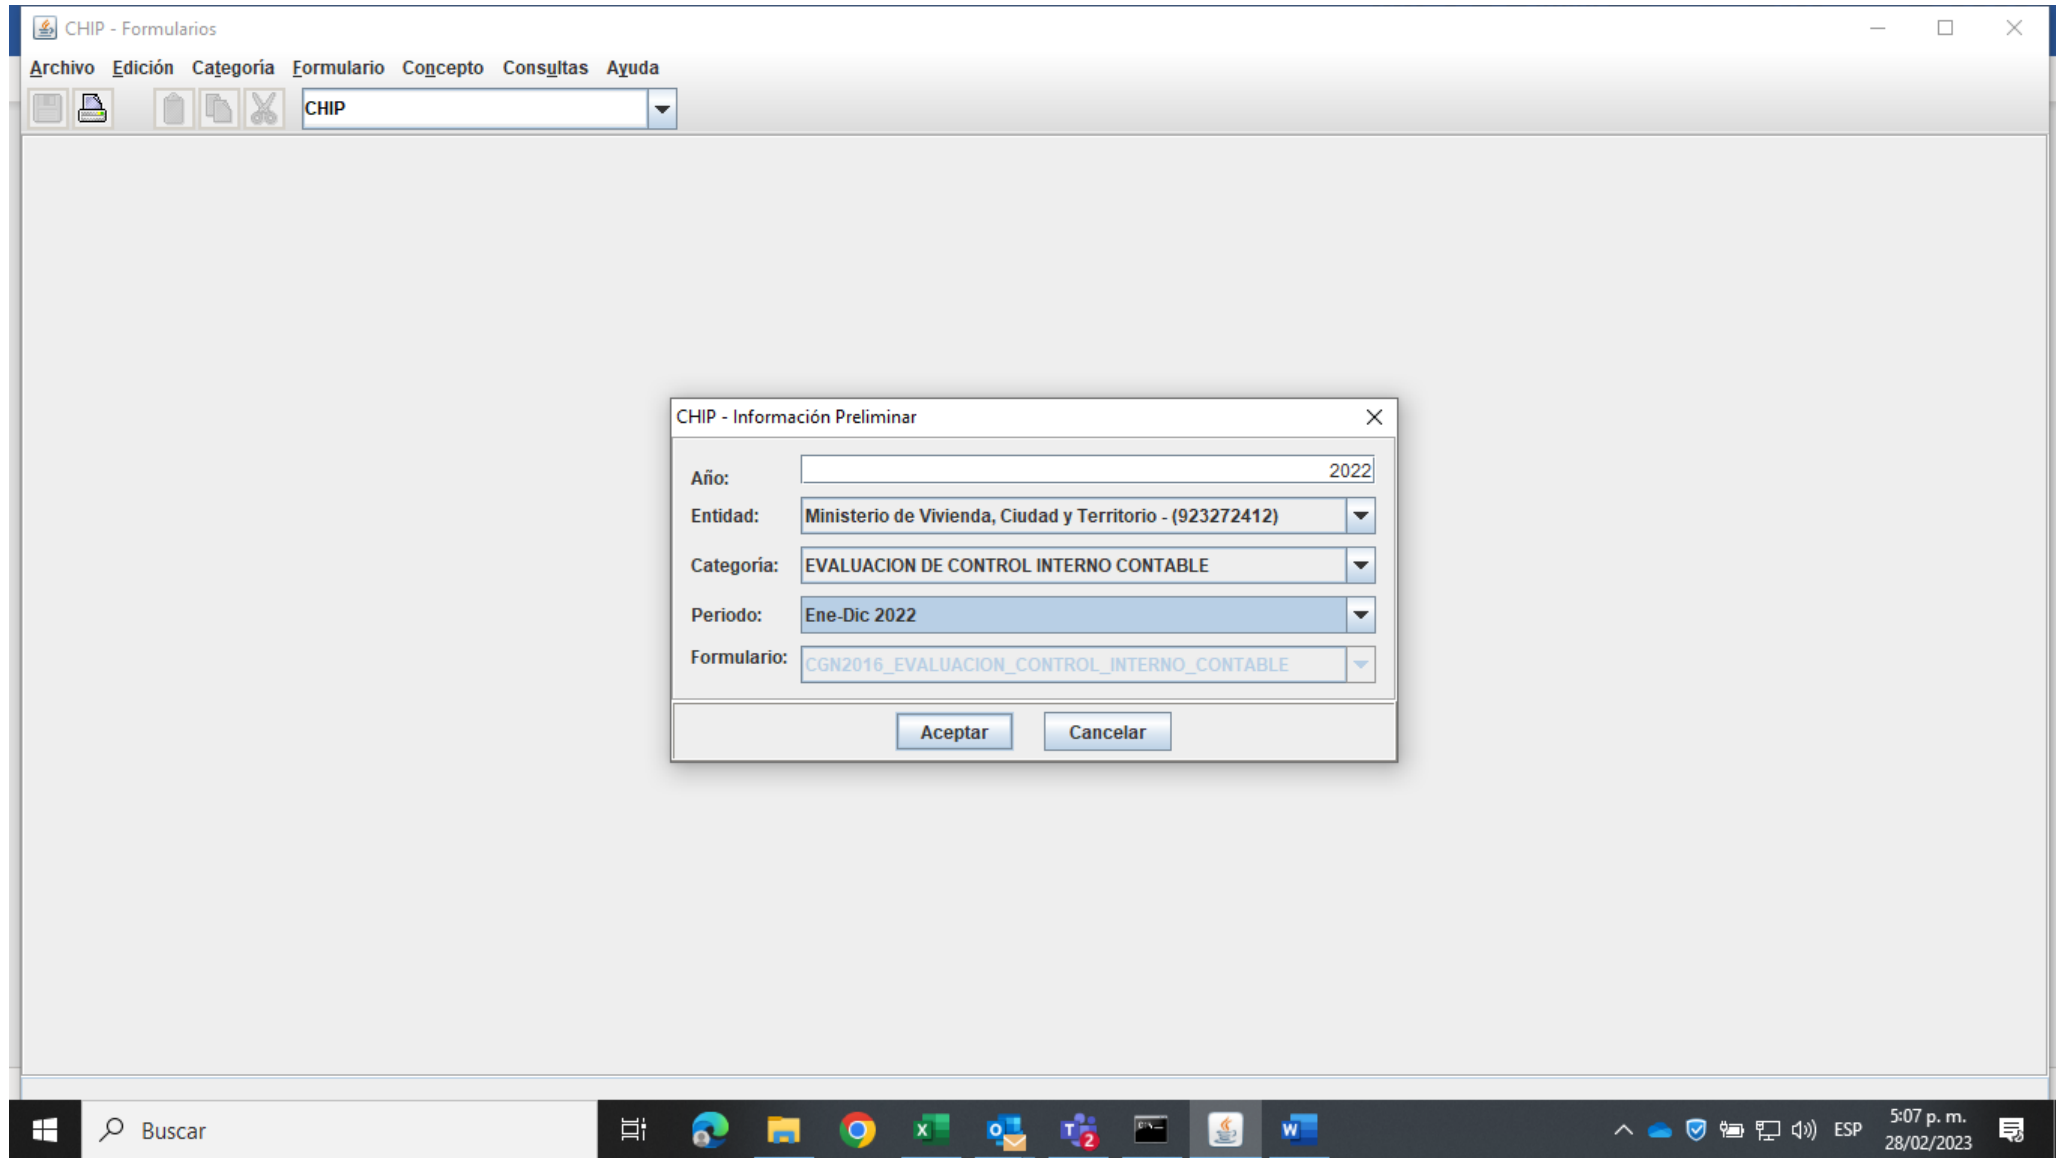 CHIP - Formularios
Archivo Edición Categoría Formulario Concepto Consultas Ayuda
CHIP
CHIP - Información Preliminar
Año: 2022
Entidad: Ministerio de Vivienda, Ciudad y Territorio - (923272412)
Categoría: EVALUACION DE CONTROL INTERNO CONTABLE
Periodo: Ene-Dic 2022
Formulario: CGN2016_EVALUACION_CONTROL_INTERNO_CONTABLE
Aceptar Cancelar
Buscar
2
ESP
5:07 p. m.
28/02/2023